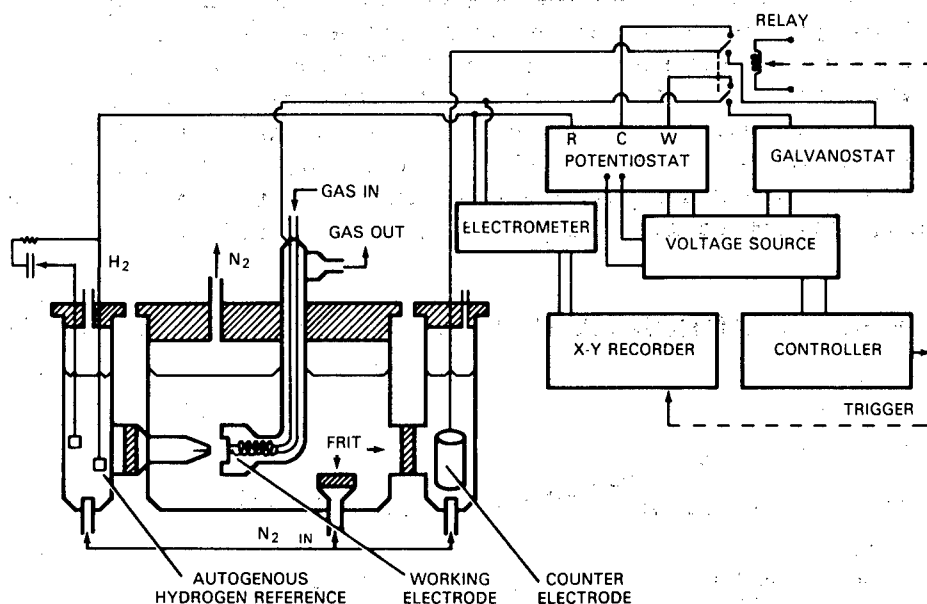 RELAY
R C W
POTENTIOSTAT
GALVANOSTAT
GAS IN
GAS OUT
ELECTROMETER
VOLTAGE SOURCE
H2
N2
X-Y RECORDER
CONTROLLER
TRIGGER
FRIT
N2 IN
AUTOGENOUS
HYDROGEN REFERENCE
WORKING
ELECTRODE
COUNTER
ELECTRODE